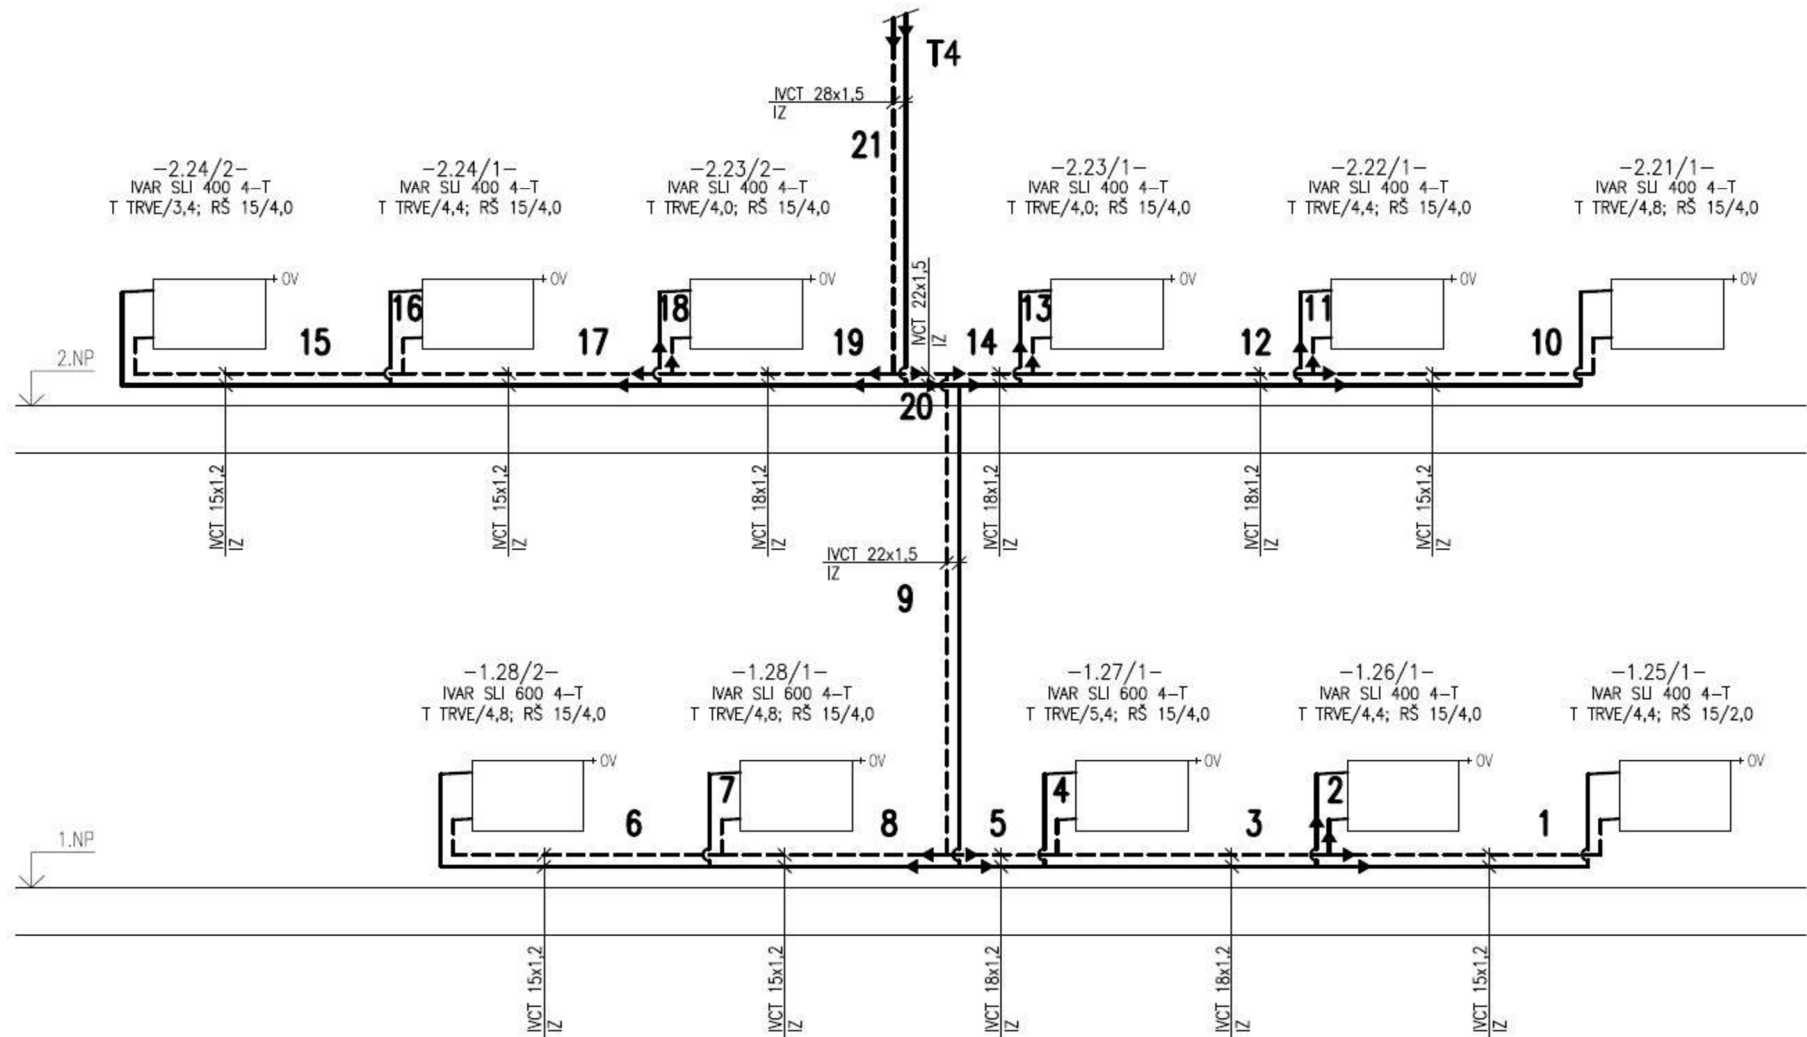 T4
IVCT 28x1,5
IZ
21
-2.24/2-
IVAR SLI 400 4-T
T TRVE/3,4; RŠ 15/4,0
-2.24/1-
IVAR SLI 400 4-T
T TRVE/4,4; RŠ 15/4,0
-2.23/2-
IVAR SLI 400 4-T
T TRVE/4,0; RŠ 15/4,0
-2.23/1-
IVAR SLI 400 4-T
T TRVE/4,0; RŠ 15/4,0
-2.22/1-
IVAR SLI 400 4-T
T TRVE/4,4; RŠ 15/4,0
-2.21/1-
IVAR SLI 400 4-T
T TRVE/4,8; RŠ 15/4,0
OV
OV
OV
OV
OV
OV
IVCT 22x1,5
IZ
16
18
13
11
15
17
19
14
12
10
2.NP
20
IVCT 15x1,2
IZ
IVCT 15x1,2
IZ
IVCT 18x1,2
IZ
IVCT 18x1,2
IZ
IVCT 18x1,2
IZ
IVCT 15x1,2
IZ
IVCT 22x1,5
IZ
9
-1.28/2-
IVAR SLI 600 4-T
T TRVE/4,8; RŠ 15/4,0
-1.28/1-
IVAR SLI 600 4-T
T TRVE/4,8; RŠ 15/4,0
-1.27/1-
IVAR SLI 600 4-T
T TRVE/5,4; RŠ 15/4,0
-1.26/1-
IVAR SLI 400 4-T
T TRVE/4,4; RŠ 15/4,0
-1.25/1-
IVAR SLI 400 4-T
T TRVE/4,4; RŠ 15/2,0
OV
OV
OV
OV
OV
7
4
2
6
8
5
3
1
1.NP
IVCT 15x1,2
IZ
IVCT 15x1,2
IZ
IVCT 18x1,2
IZ
IVCT 18x1,2
IZ
IVCT 15x1,2
IZ